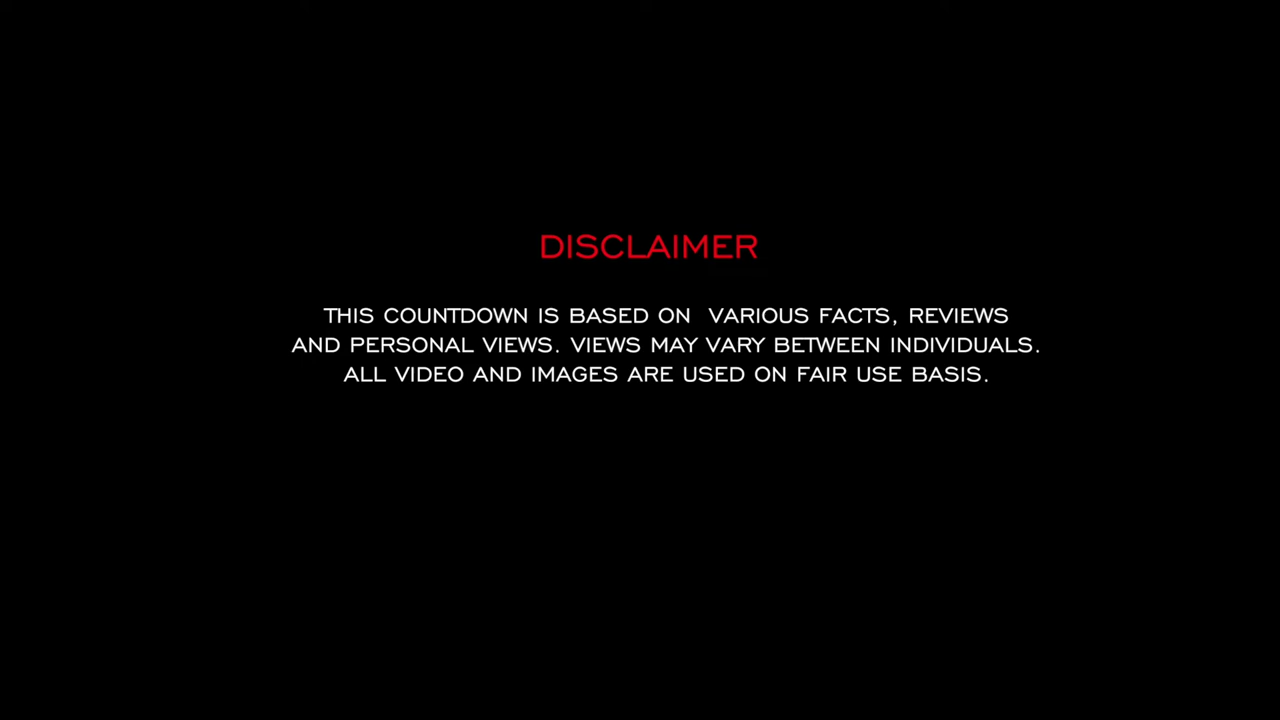 DISCLAIMER
THIS COUNTDOWN IS BASED ON  VARIOUS FACTS, REVIEWS
AND PERSONAL VIEWS. VIEWS MAY VARY BETWEEN INDIVIDUALS.
ALL VIDEO AND IMAGES ARE USED ON FAIR USE BASIS.